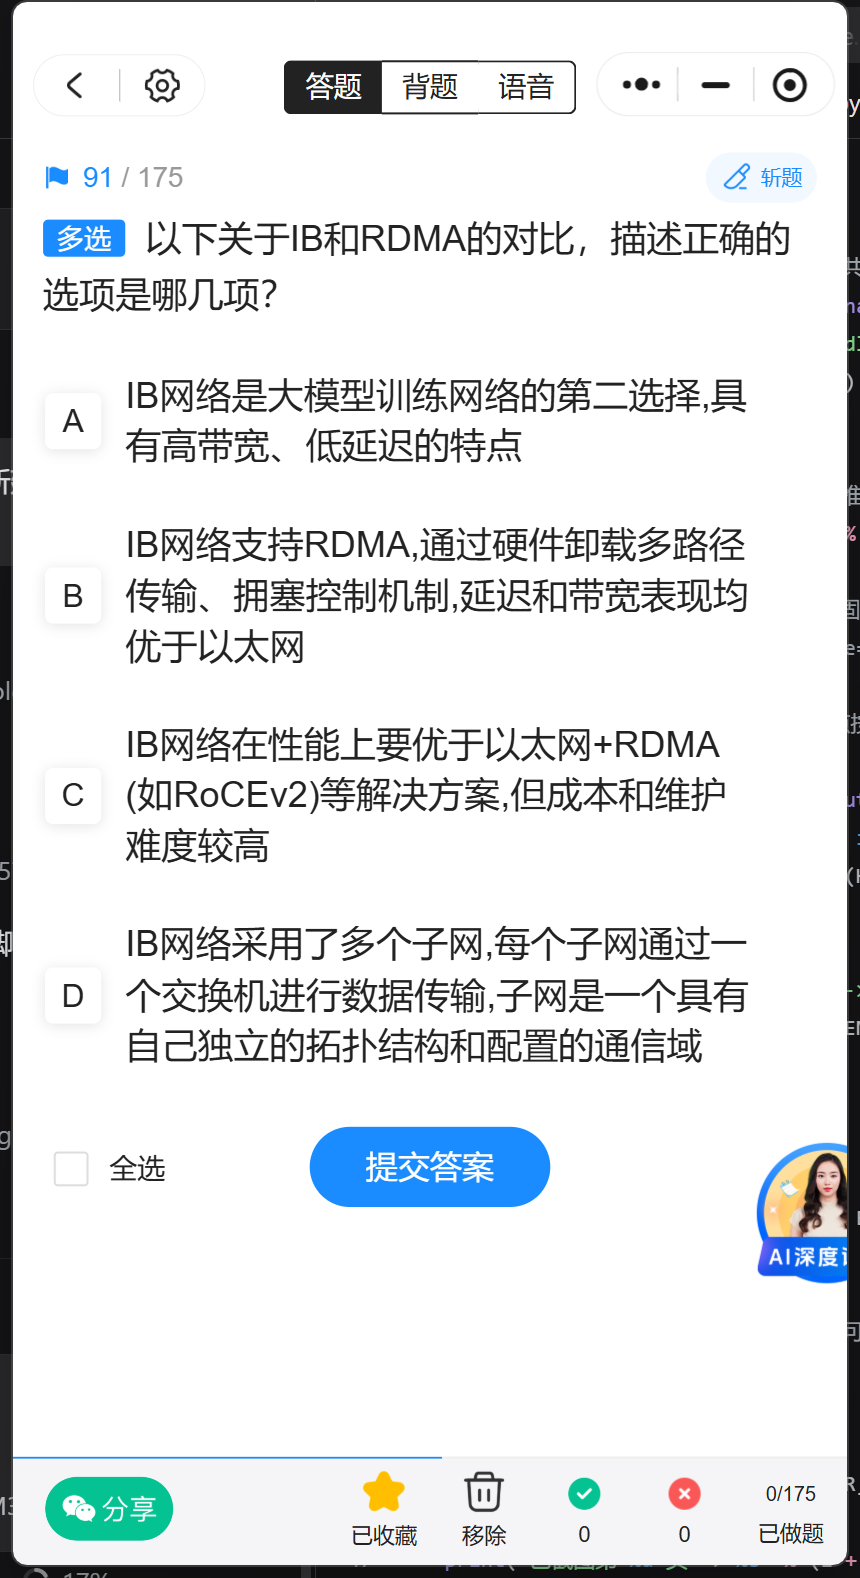 答题 背题 语音
91 / 175
斩题
多选 以下关于IB和RDMA的对比，描述正确的
选项是哪几项？
A
IB网络是大模型训练网络的第二选择,具
有高带宽、低延迟的特点
B
IB网络支持RDMA,通过硬件卸载多路径
传输、拥塞控制机制,延迟和带宽表现均
优于以太网
C
IB网络在性能上要优于以太网+RDMA
(如RoCEv2)等解决方案,但成本和维护
难度较高
D
IB网络采用了多个子网,每个子网通过一
个交换机进行数据传输,子网是一个具有
自己独立的拓扑结构和配置的通信域
全选
提交答案
AI深度
分享
已收藏
移除
0
0
0/175
已做题